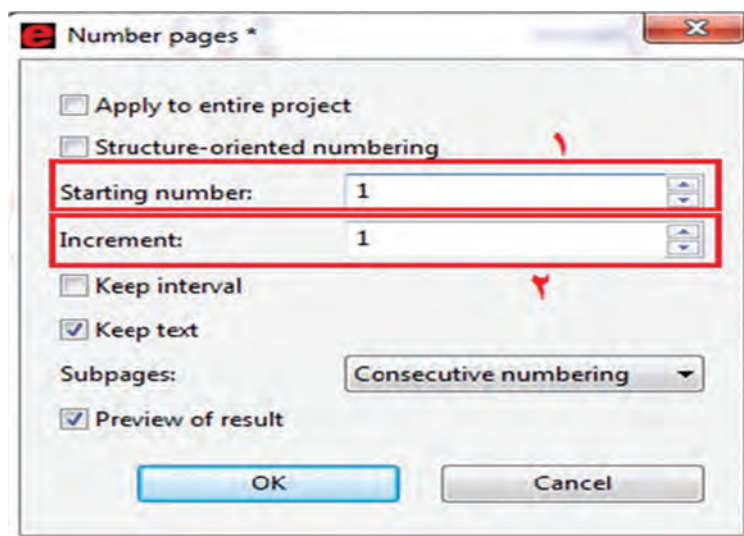 e Number pages *
Apply to entire project
Structure-oriented numbering
۱
Starting number: 1
Increment: 1
Keep interval
۲
Keep text
Subpages: Consecutive numbering
Preview of result
OK Cancel